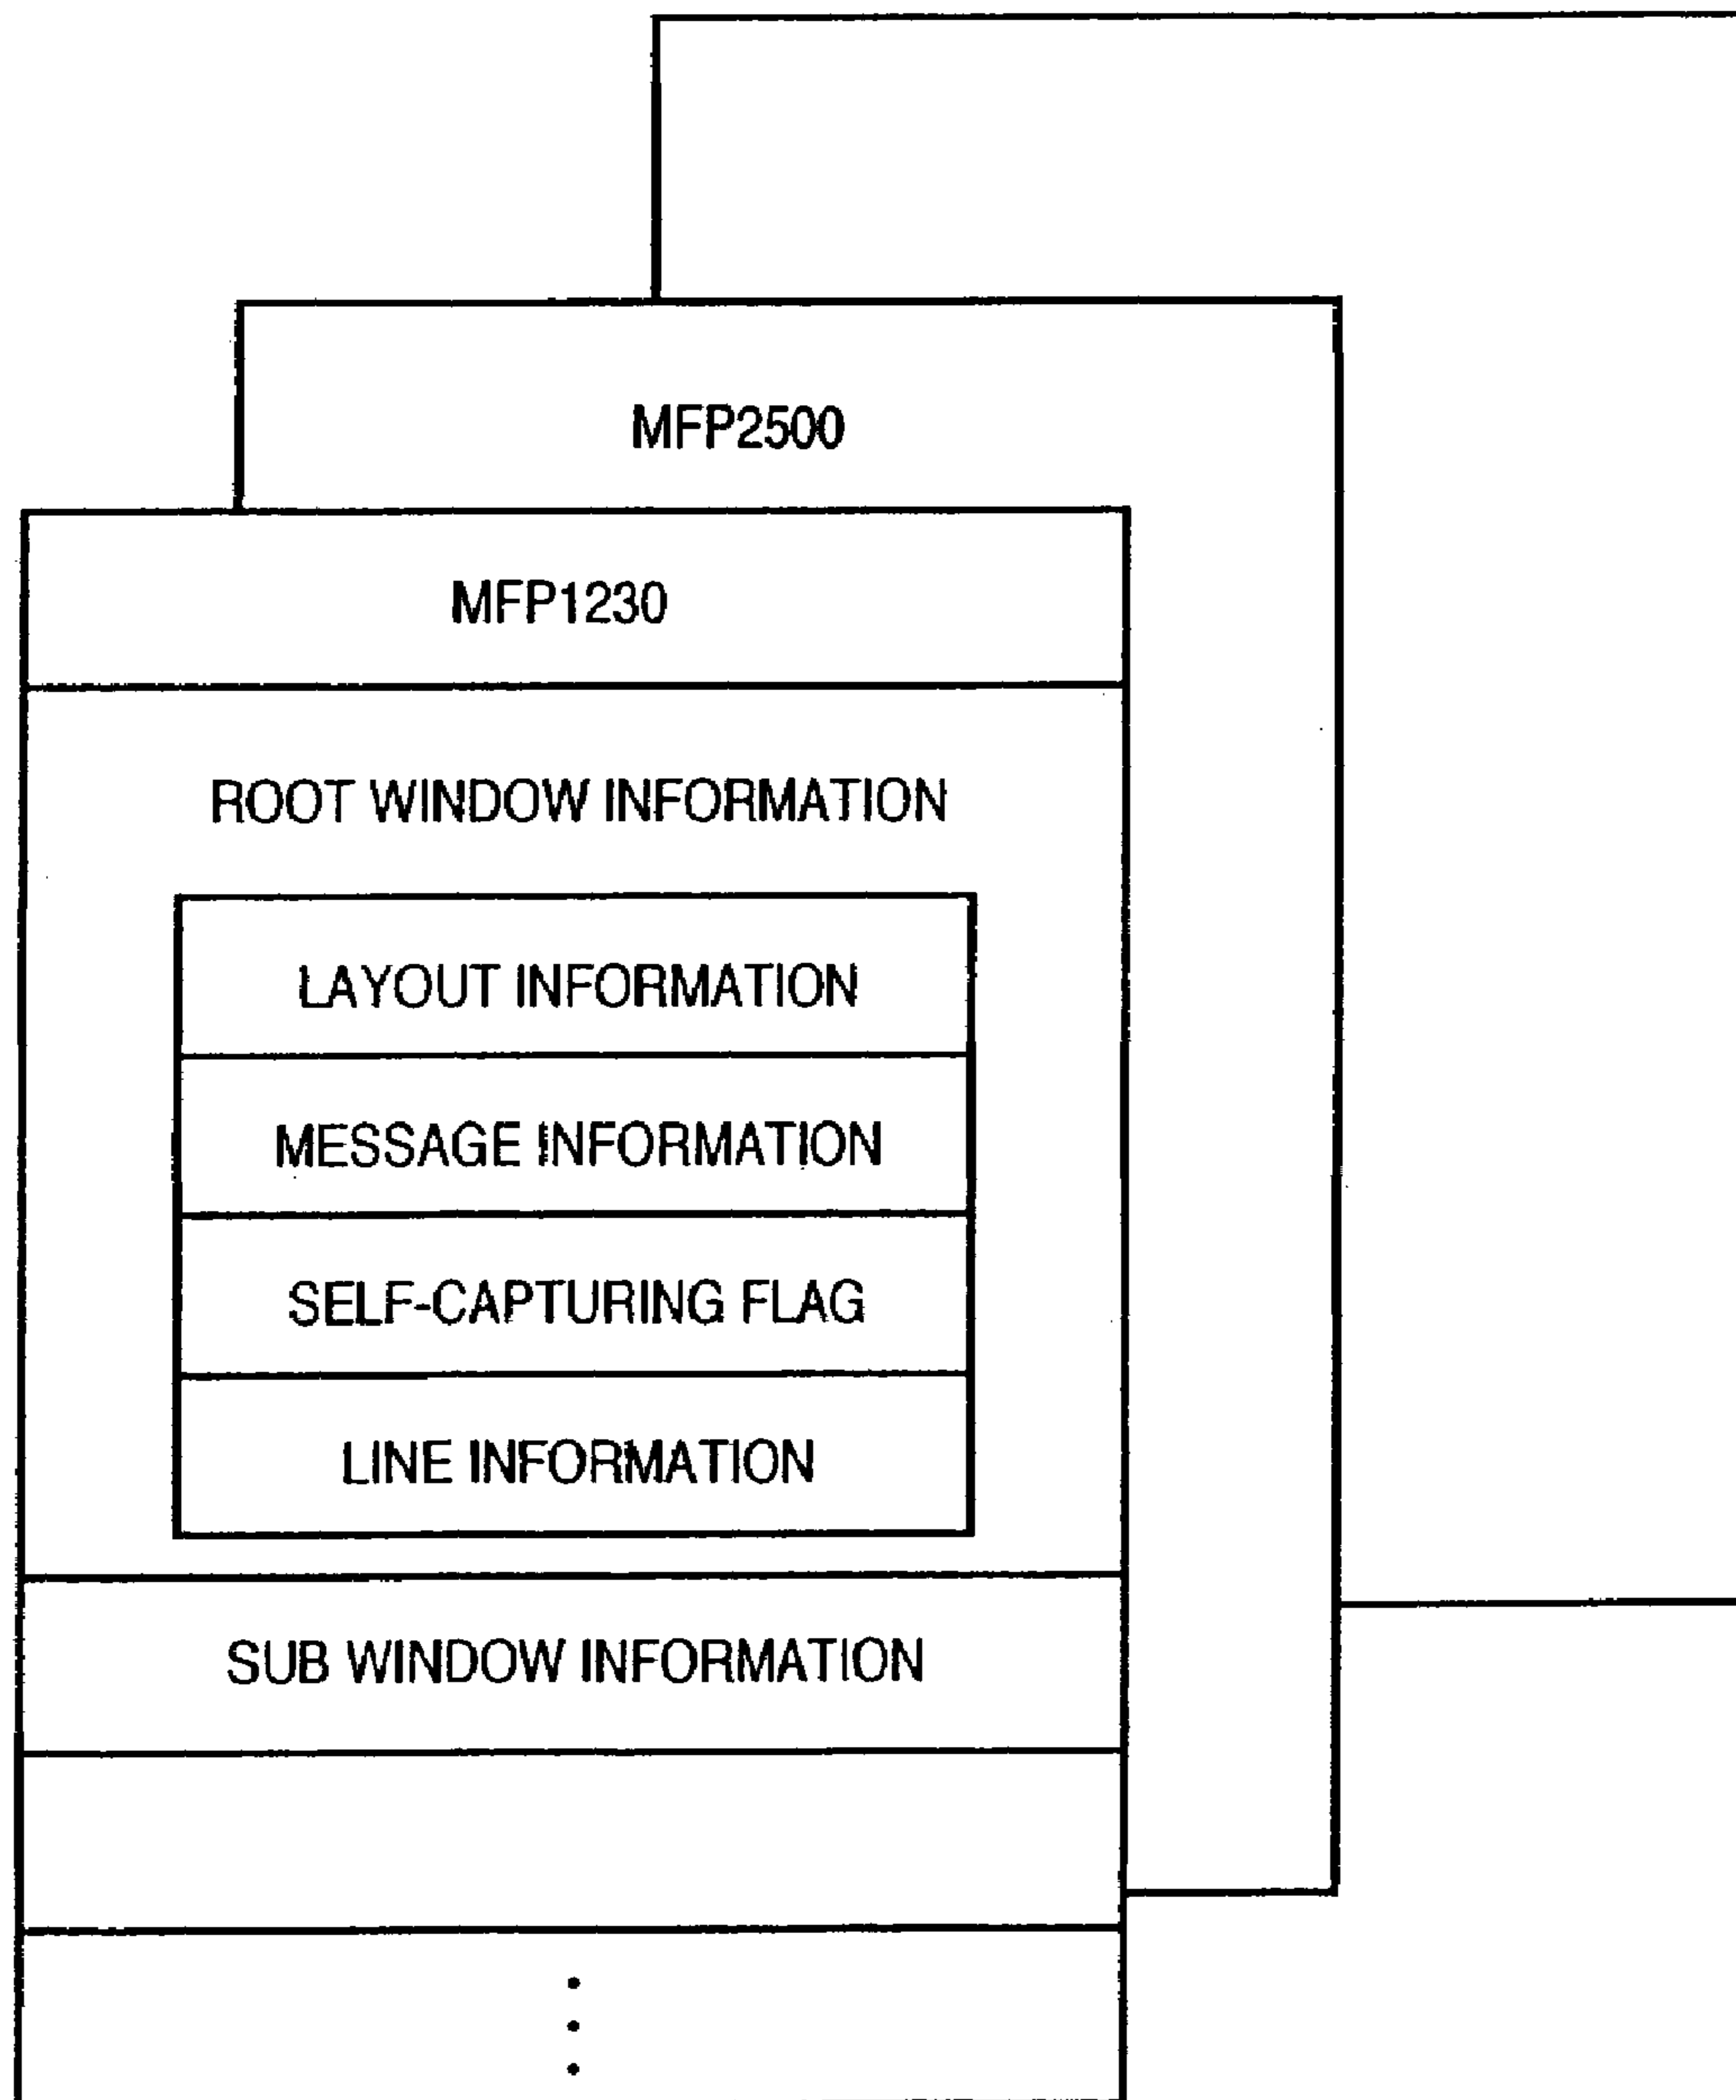 MFP2500
MFP1230
ROOT WINDOW INFORMATION
LAYOUT INFORMATION
MESSAGE INFORMATION
SELF-CAPTURING FLAG
LINE INFORMATION
SUB WINDOW INFORMATION